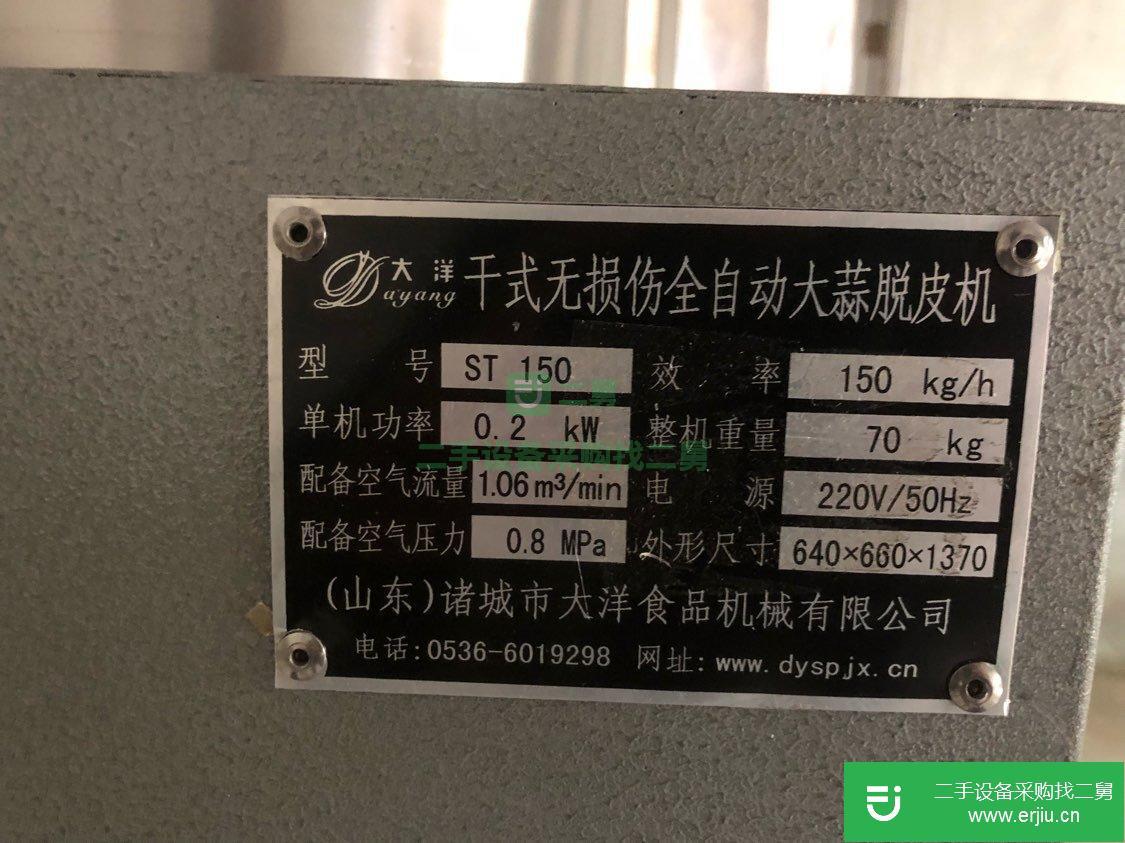 大洋 Dayang 干式无损伤全自动大蒜脱皮机
型号 ST 150 效率 150 kg/h
单机功率 0.2 kW 整机重量 70 kg
二舅
二手设备采购找二舅
配备空气流量 1.06m³/min 电源 220V/50Hz
配备空气压力 0.8 MPa 外形尺寸 640×660×1370
(山东)诸城市大洋食品机械有限公司
电话:0536-6019298 网址: www.dyspjx.cn
二手设备采购找二舅
www.erjiu.cn